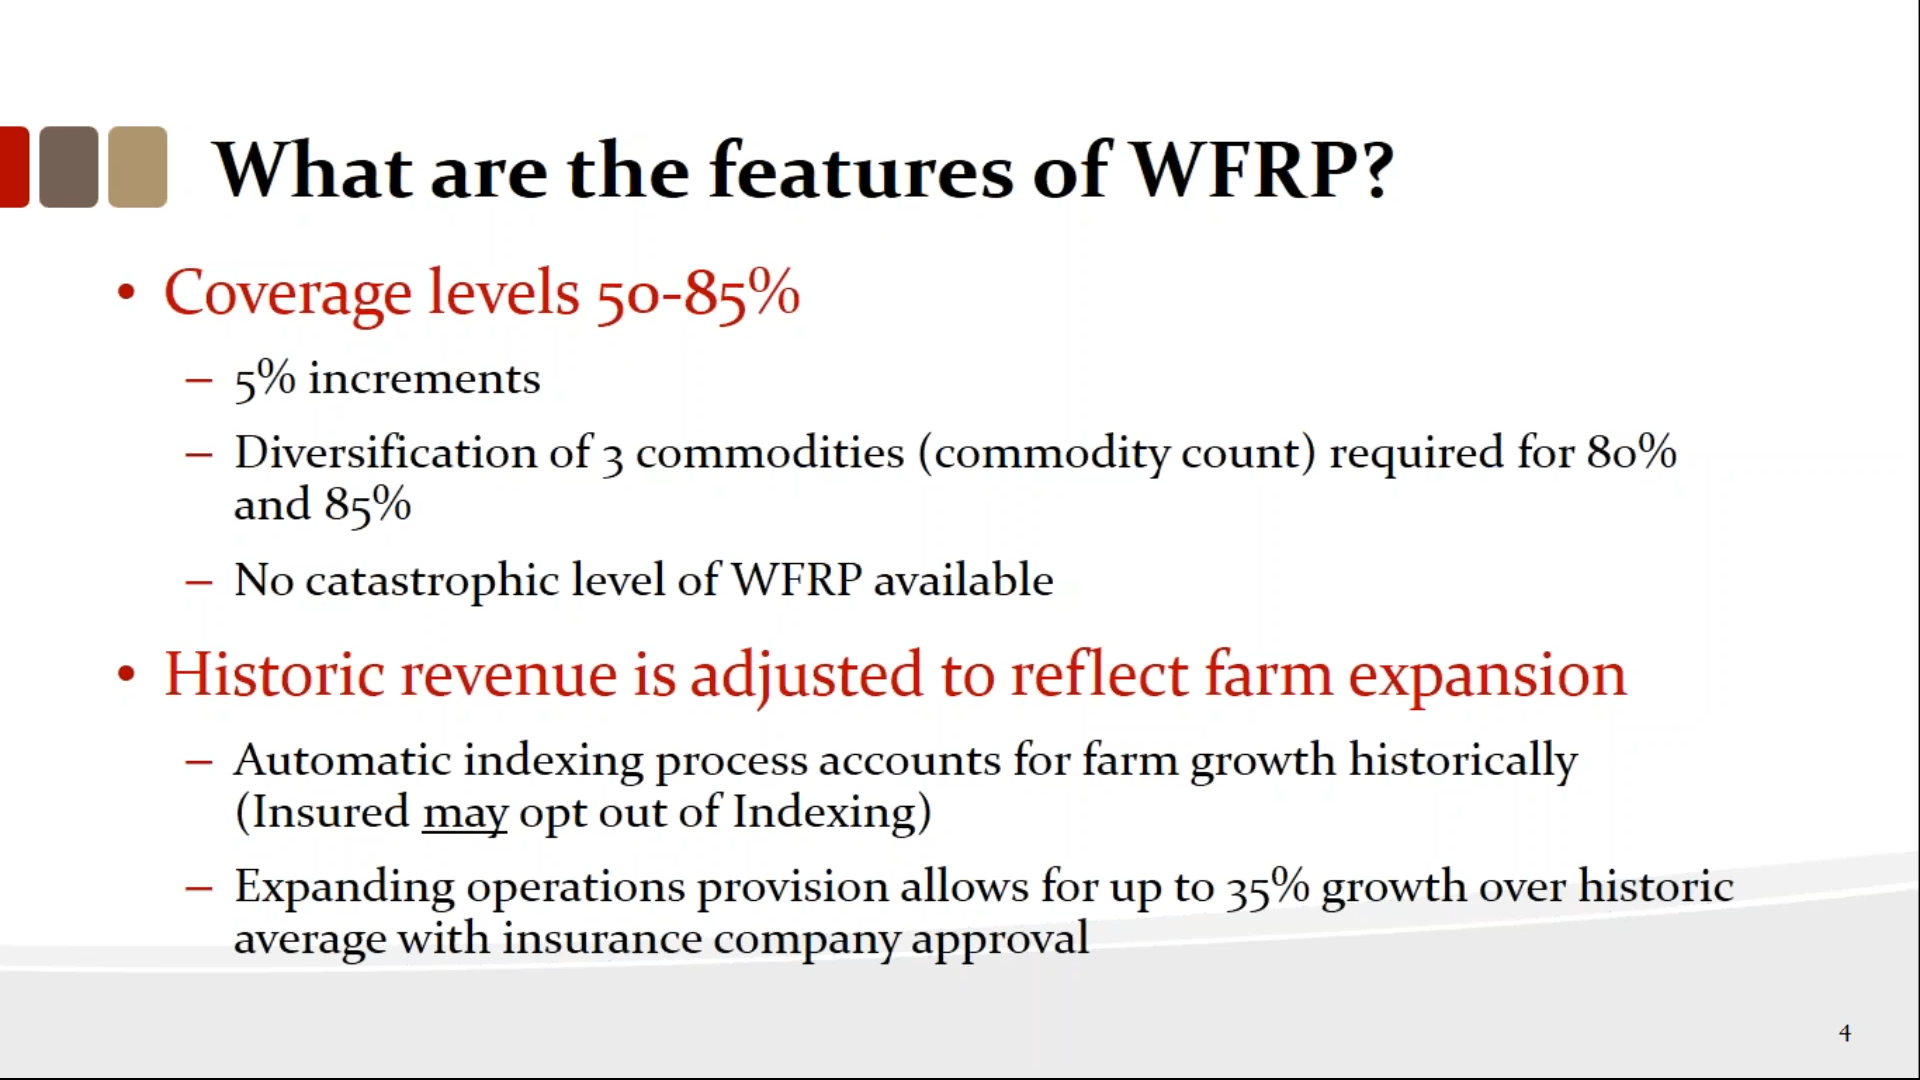 What are the features of WFRP?
• Coverage levels 50-85%
– 5% increments
– Diversification of 3 commodities (commodity count) required for 80%
and 85%
– No catastrophic level of WFRP available
• Historic revenue is adjusted to reflect farm expansion
– Automatic indexing process accounts for farm growth historically
(Insured may opt out of Indexing)
– Expanding operations provision allows for up to 35% growth over historic
average with insurance company approval
4